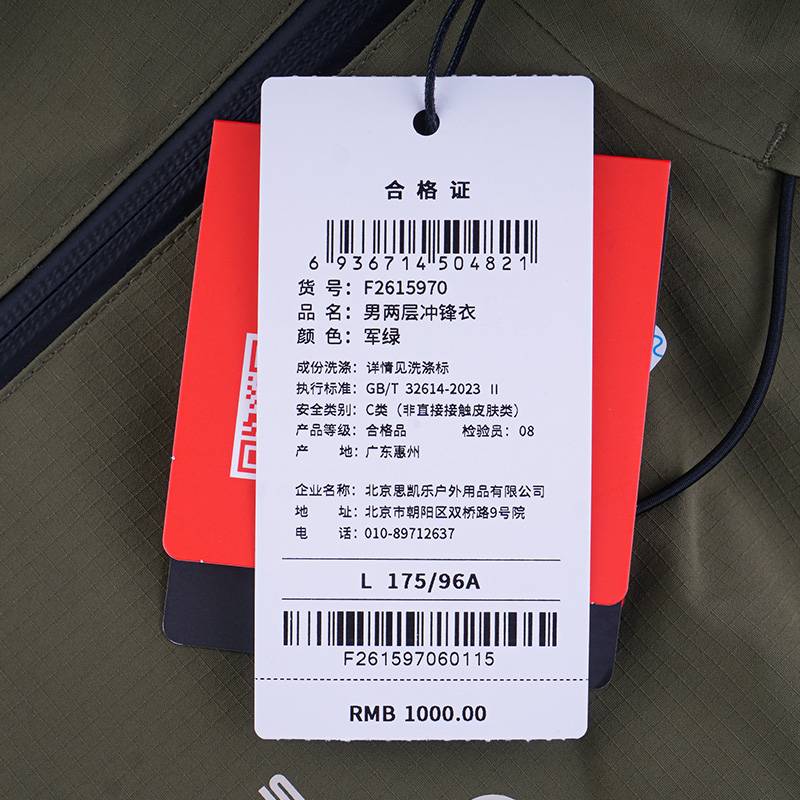 合格证
6 936714 504821
货 号：F2615970
品 名：男两层冲锋衣
颜 色：军绿
成份洗涤：详情见洗涤标
执行标准：GB/T 32614-2023 II
安全类别：C类（非直接接触皮肤类）
产品等级：合格品 检验员：08
产 地：广东惠州
企业名称：北京思凯乐户外用品有限公司
地 址：北京市朝阳区双桥路9号院
电 话：010-89712637
L 175/96A
F261597060115
RMB 1000.00